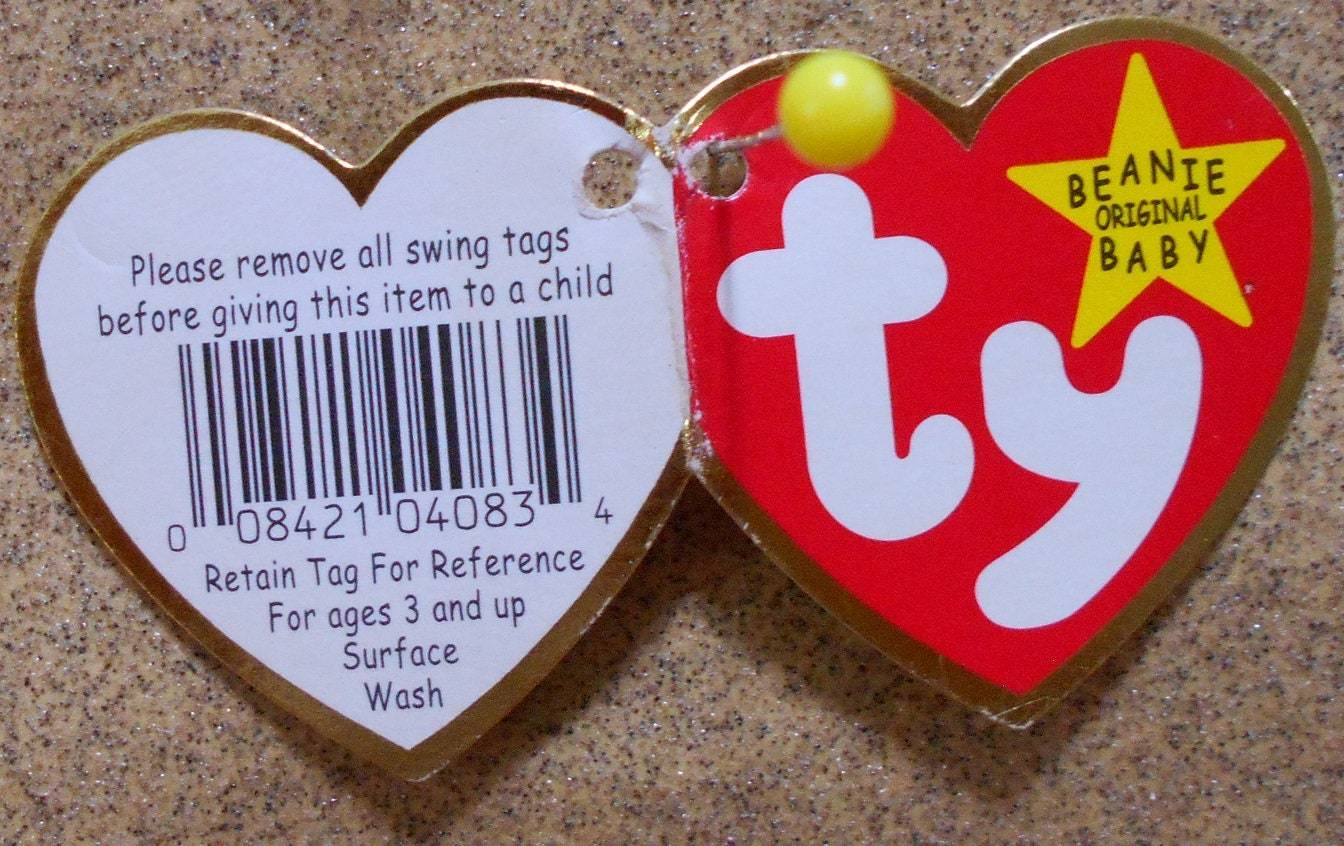 Please remove all swing tags
before giving this item to a child
0 08421 04083 4
Retain Tag For Reference
For ages 3 and up
Surface
Wash
ty
BEANIE
ORIGINAL
BABY